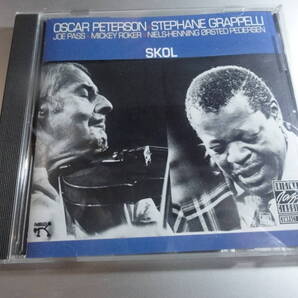 OSCAR PETERSON STEPHANE GRAPPELLI
JOE PASS · MICKEY ROKER · NIELS-HENNING ØRSTED PEDERSEN
SKOL